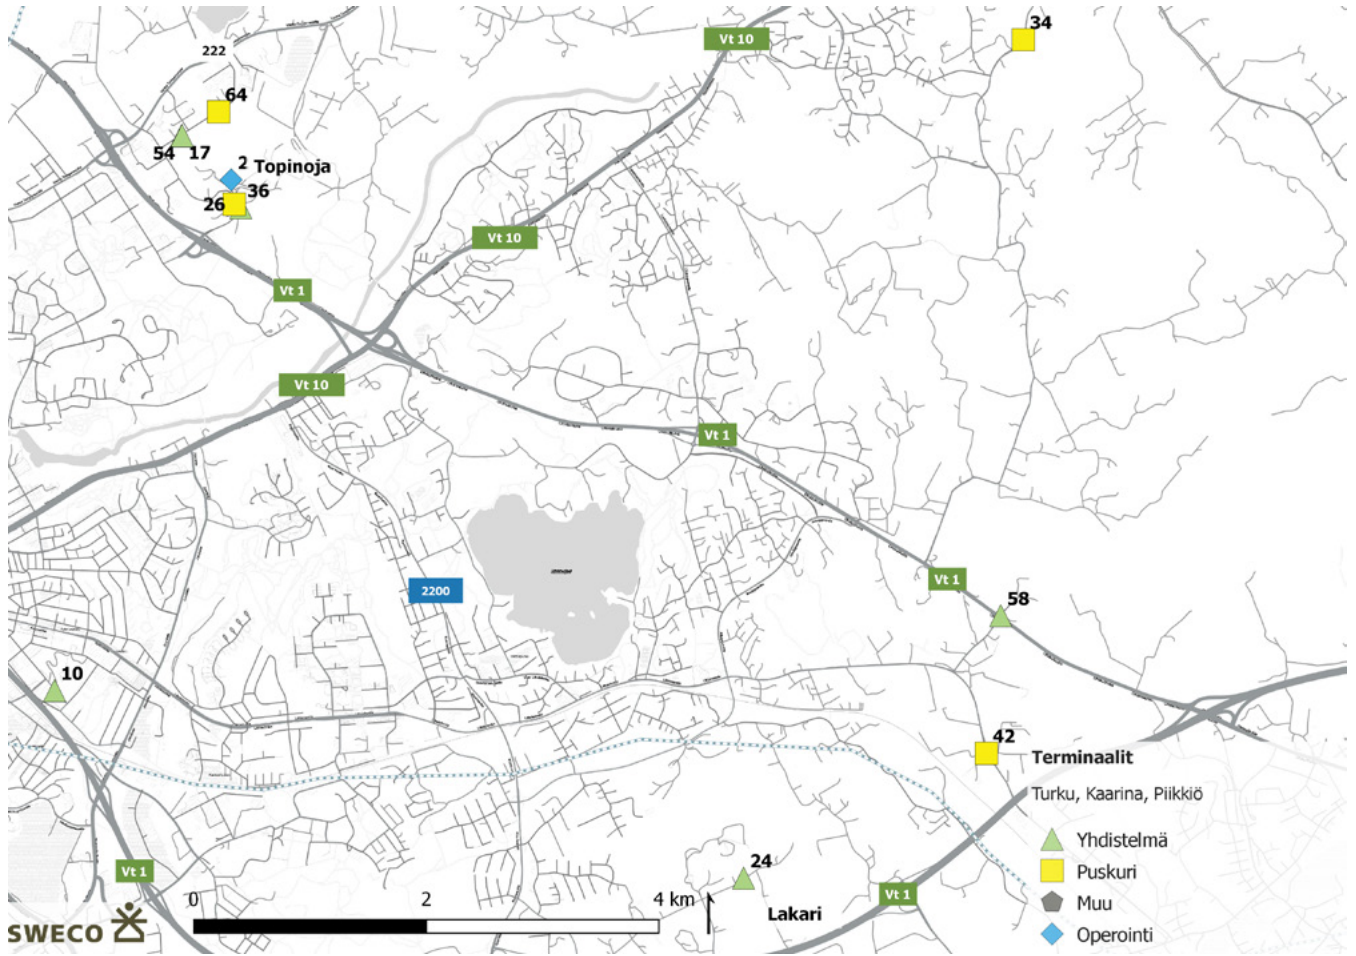 34
Vt 10
222
64
54 17
2 Topinoja
36
26
Vt 10
Vt 1
Vt 10
Vt 1
Vt 1
2200
58
10
42
Terminaalit
Turku, Kaarina, Piikkiö
Yhdistelmä
Puskuri
Muu
Operointi
24
Vt 1
Vt 1
0 2 4 km
Lakari
SWECO